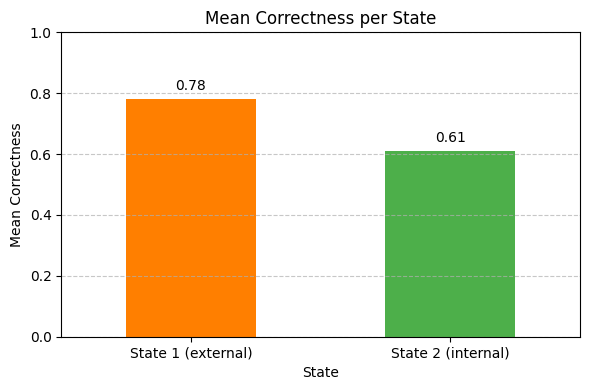 Mean Correctness per State
Mean Correctness
1.0
0.8
0.6
0.4
0.2
0.0
0.78
0.61
State 1 (external)
State 2 (internal)
State